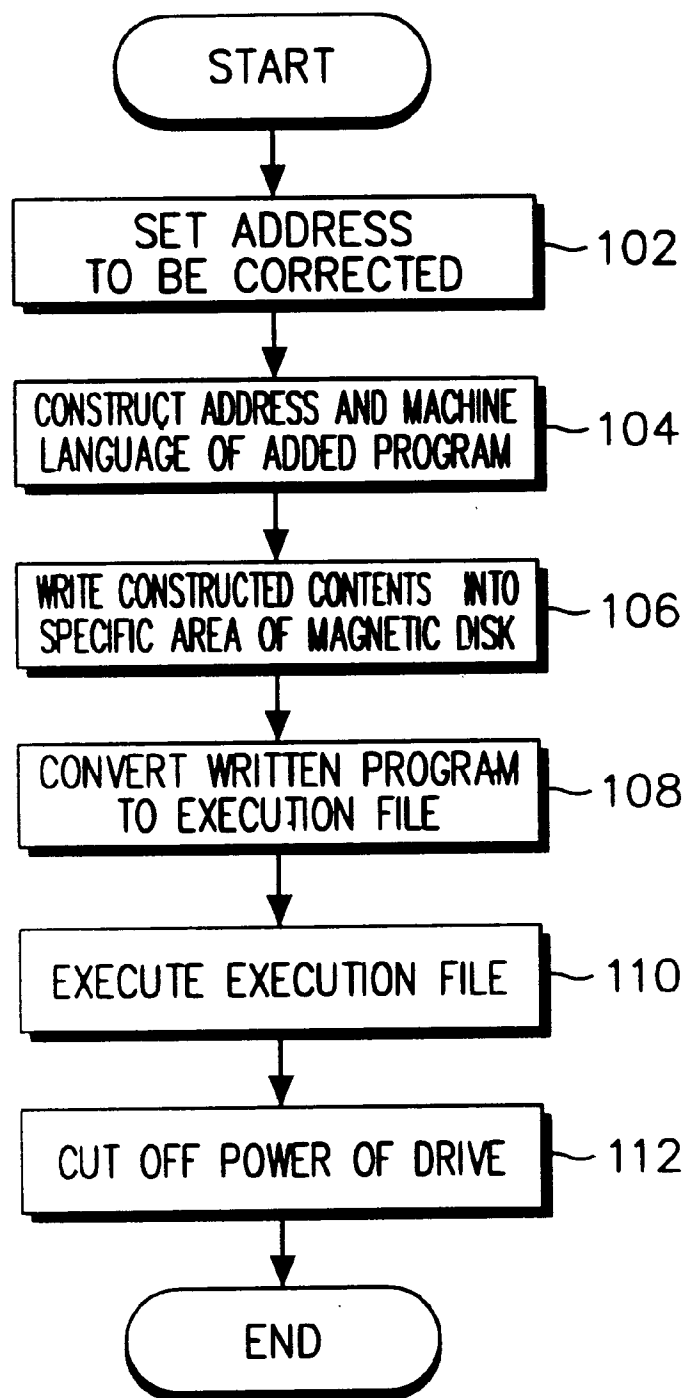 START
SET ADDRESS
TO BE CORRECTED
102
CONSTRUCT ADDRESS AND MACHINE
LANGUAGE OF ADDED PROGRAM
104
WRITE CONSTRUCTED CONTENTS INTO
SPECIFIC AREA OF MAGNETIC DISK
106
CONVERT WRITTEN PROGRAM
TO EXECUTION FILE
108
EXECUTE EXECUTION FILE
110
CUT OFF POWER OF DRIVE
112
END